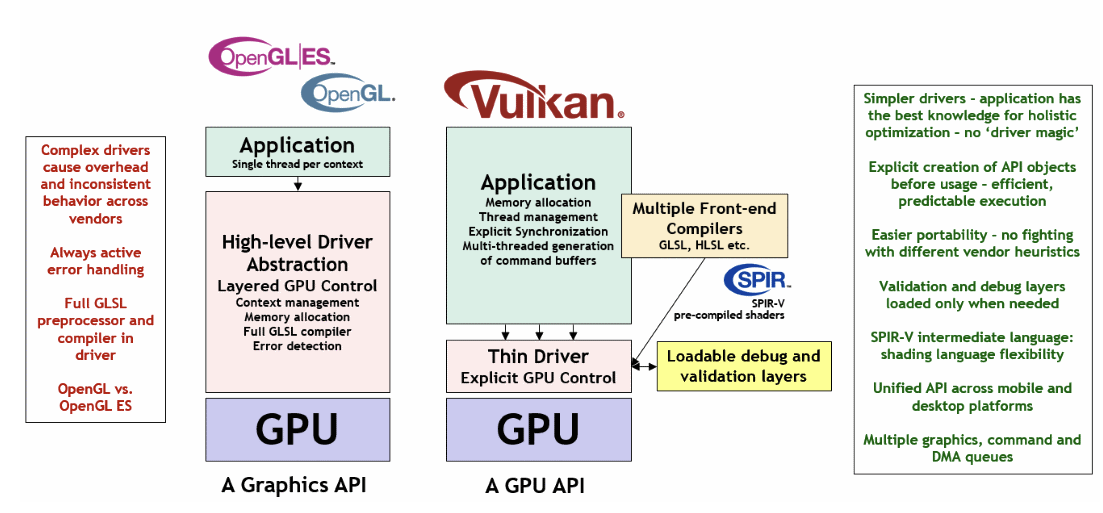 OpenGL|ES™
OpenGL.
Vulkan®
Complex drivers
cause overhead
and inconsistent
behavior across
vendors
Always active
error handling
Full GLSL
preprocessor and
compiler in
driver
OpenGL vs.
OpenGL ES
Application
Single thread per context
High-level Driver
Abstraction
Layered GPU Control
Context management
Memory allocation
Full GLSL compiler
Error detection
GPU
A Graphics API
Application
Memory allocation
Thread management
Explicit Synchronization
Multi-threaded generation
of command buffers
Multiple Front-end
Compilers
GLSL, HLSL etc.
SPIR™
SPIR-V
pre-compiled shaders
Thin Driver
Explicit GPU Control
Loadable debug and
validation layers
GPU
A GPU API
Simpler drivers - application has
the best knowledge for holistic
optimization – no ‘driver magic’
Explicit creation of API objects
before usage – efficient,
predictable execution
Easier portability – no fighting
with different vendor heuristics
Validation and debug layers
loaded only when needed
SPIR-V intermediate language:
shading language flexibility
Unified API across mobile and
desktop platforms
Multiple graphics, command and
DMA queues